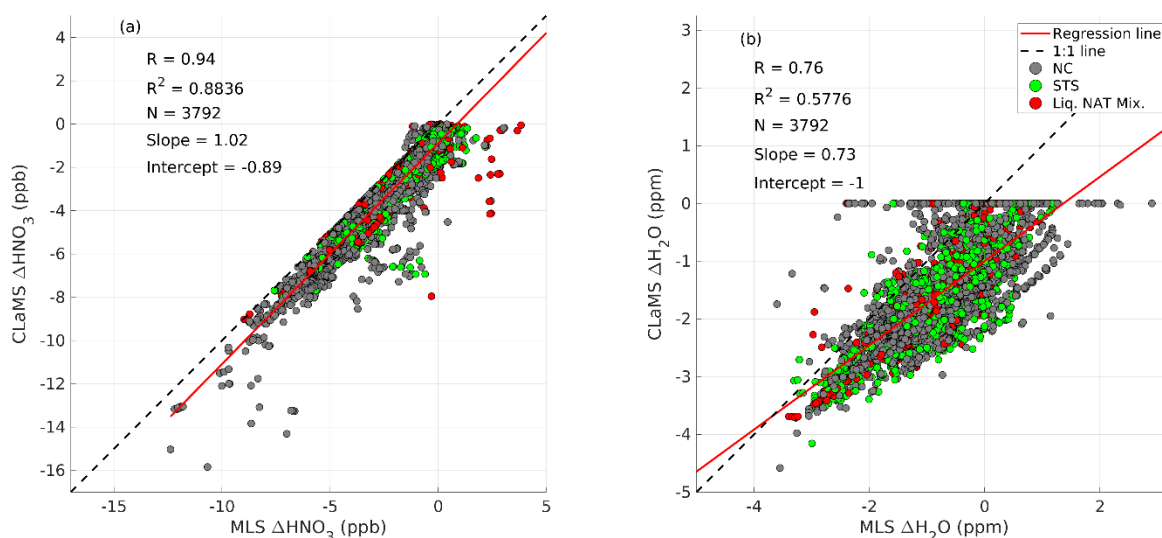 (a)
R = 0.94
R² = 0.8836
N = 3792
Slope = 1.02
Intercept = -0.89
4
2
0
-2
-4
-6
-8
-10
-12
-14
-16
CLaMS ΔHNO₃ (ppb)
-15
-10
-5
0
5
MLS ΔHNO₃ (ppb)
(b)
R = 0.76
R² = 0.5776
N = 3792
Slope = 0.73
Intercept = -1
Regression line
1:1 line
NC
STS
Liq. NAT Mix.
3
2
1
0
-1
-2
-3
-4
-5
CLaMS ΔH₂O (ppm)
-4
-2
0
2
MLS ΔH₂O (ppm)